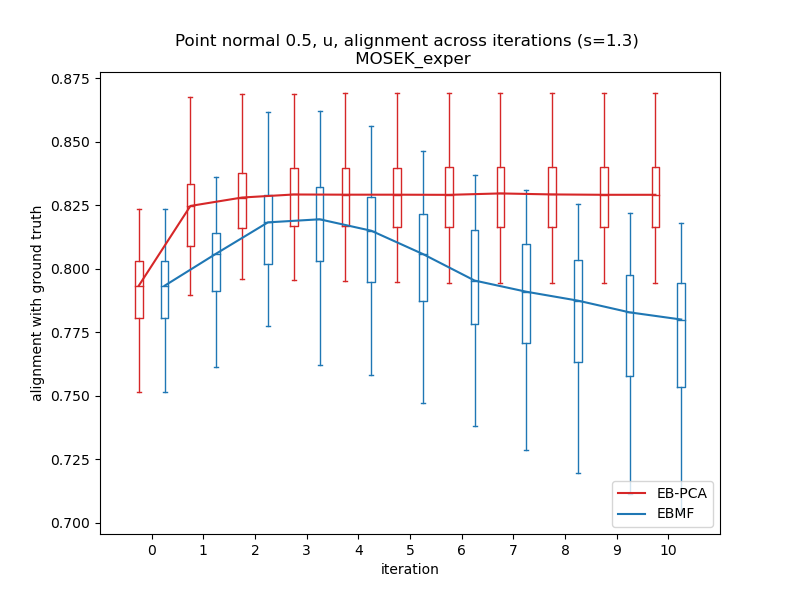 Point normal 0.5, u, alignment across iterations (s=1.3)
MOSEK_exper
0.875
0.850
0.825
0.800
0.775
0.750
0.725
0.700
alignment with ground truth
0 1 2 3 4 5 6 7 8 9 10
iteration
EB-PCA
EBMF